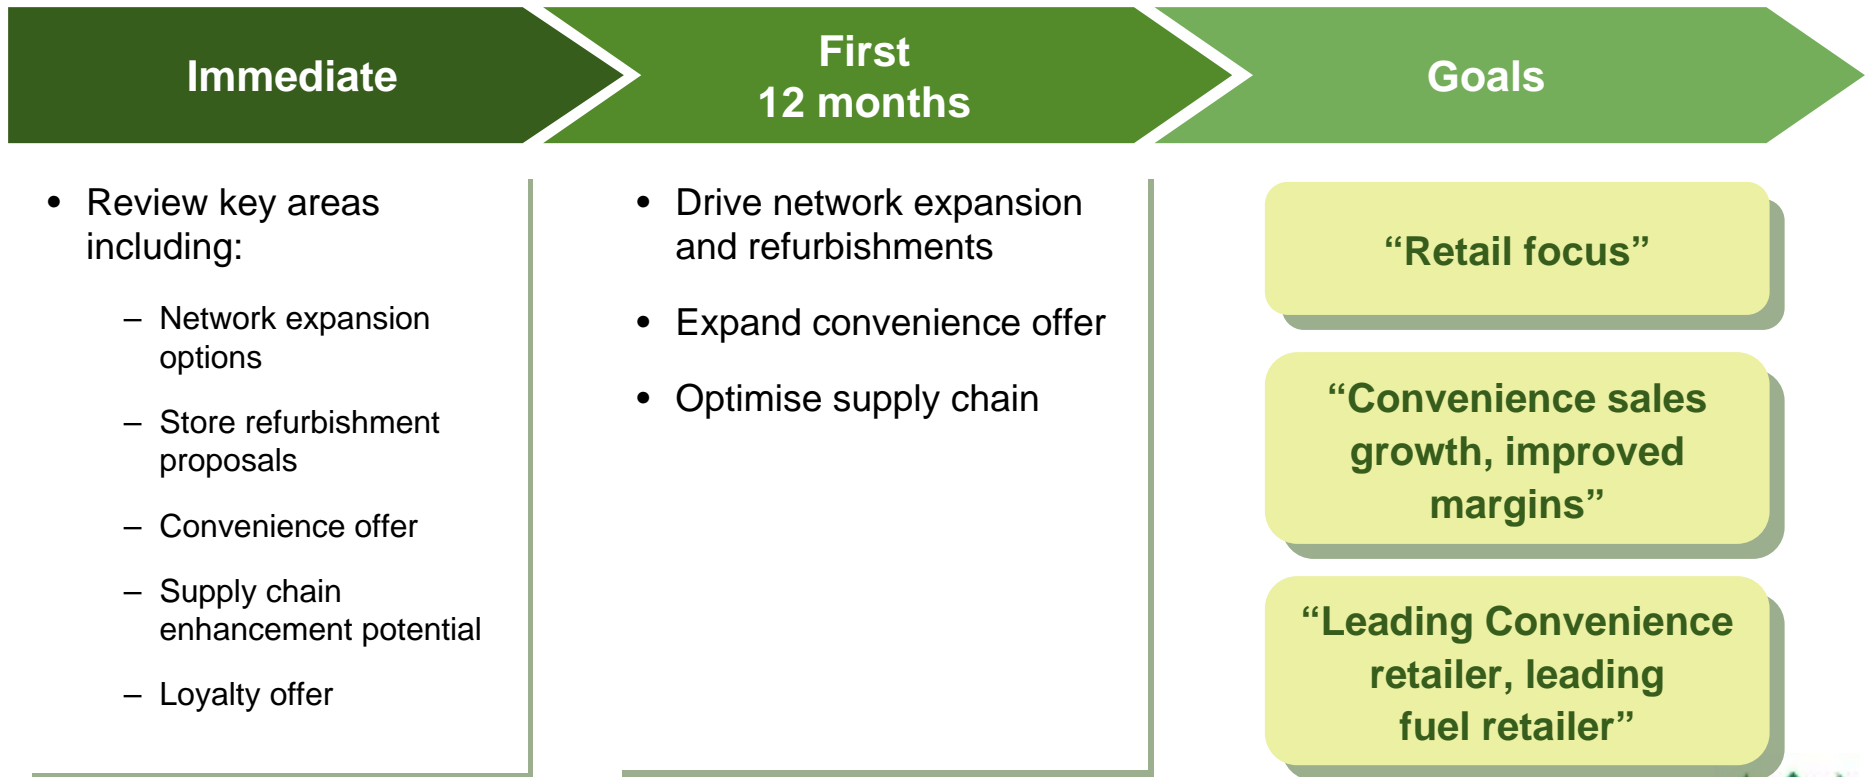 Immediate
First
12 months
Goals
• Review key areas
including:
– Network expansion
options
– Store refurbishment
proposals
– Convenience offer
– Supply chain
enhancement potential
– Loyalty offer
• Drive network expansion
and refurbishments
• Expand convenience offer
• Optimise supply chain
“Retail focus”
“Convenience sales
growth, improved
margins”
“Leading Convenience
retailer, leading
fuel retailer”